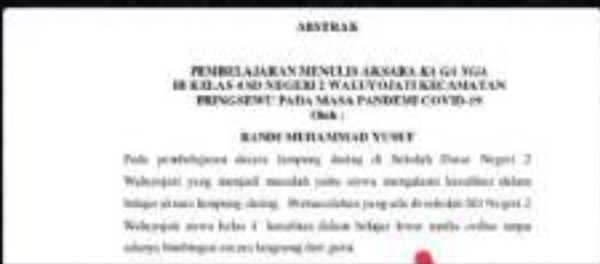 ABSTRAK
PEMBELAJARAN MENULIS AKSARA KA GA NGA
DI KELAS 4 SD NEGERI 2 WALUYOJATI KECAMATAN
PRINGSEWU PADA MASA PANDEMI COVID-19
Oleh :
RANDI MUHAMMAD YUSUF
Pada pembelajaran aksara lampung daring di Sekolah Dasar Negeri 2
Waluyojati yang menjadi masalah yaitu siswa mengalami kesulitan dalam
belajar aksara lampung daring. Permasalahan yang ada di sekolah SD Negeri 2
Waluyojati siswa kelas 4 kesulitan dalam belajar lewat media online tanpa
adanya bimbingan secara langsung dari guru.